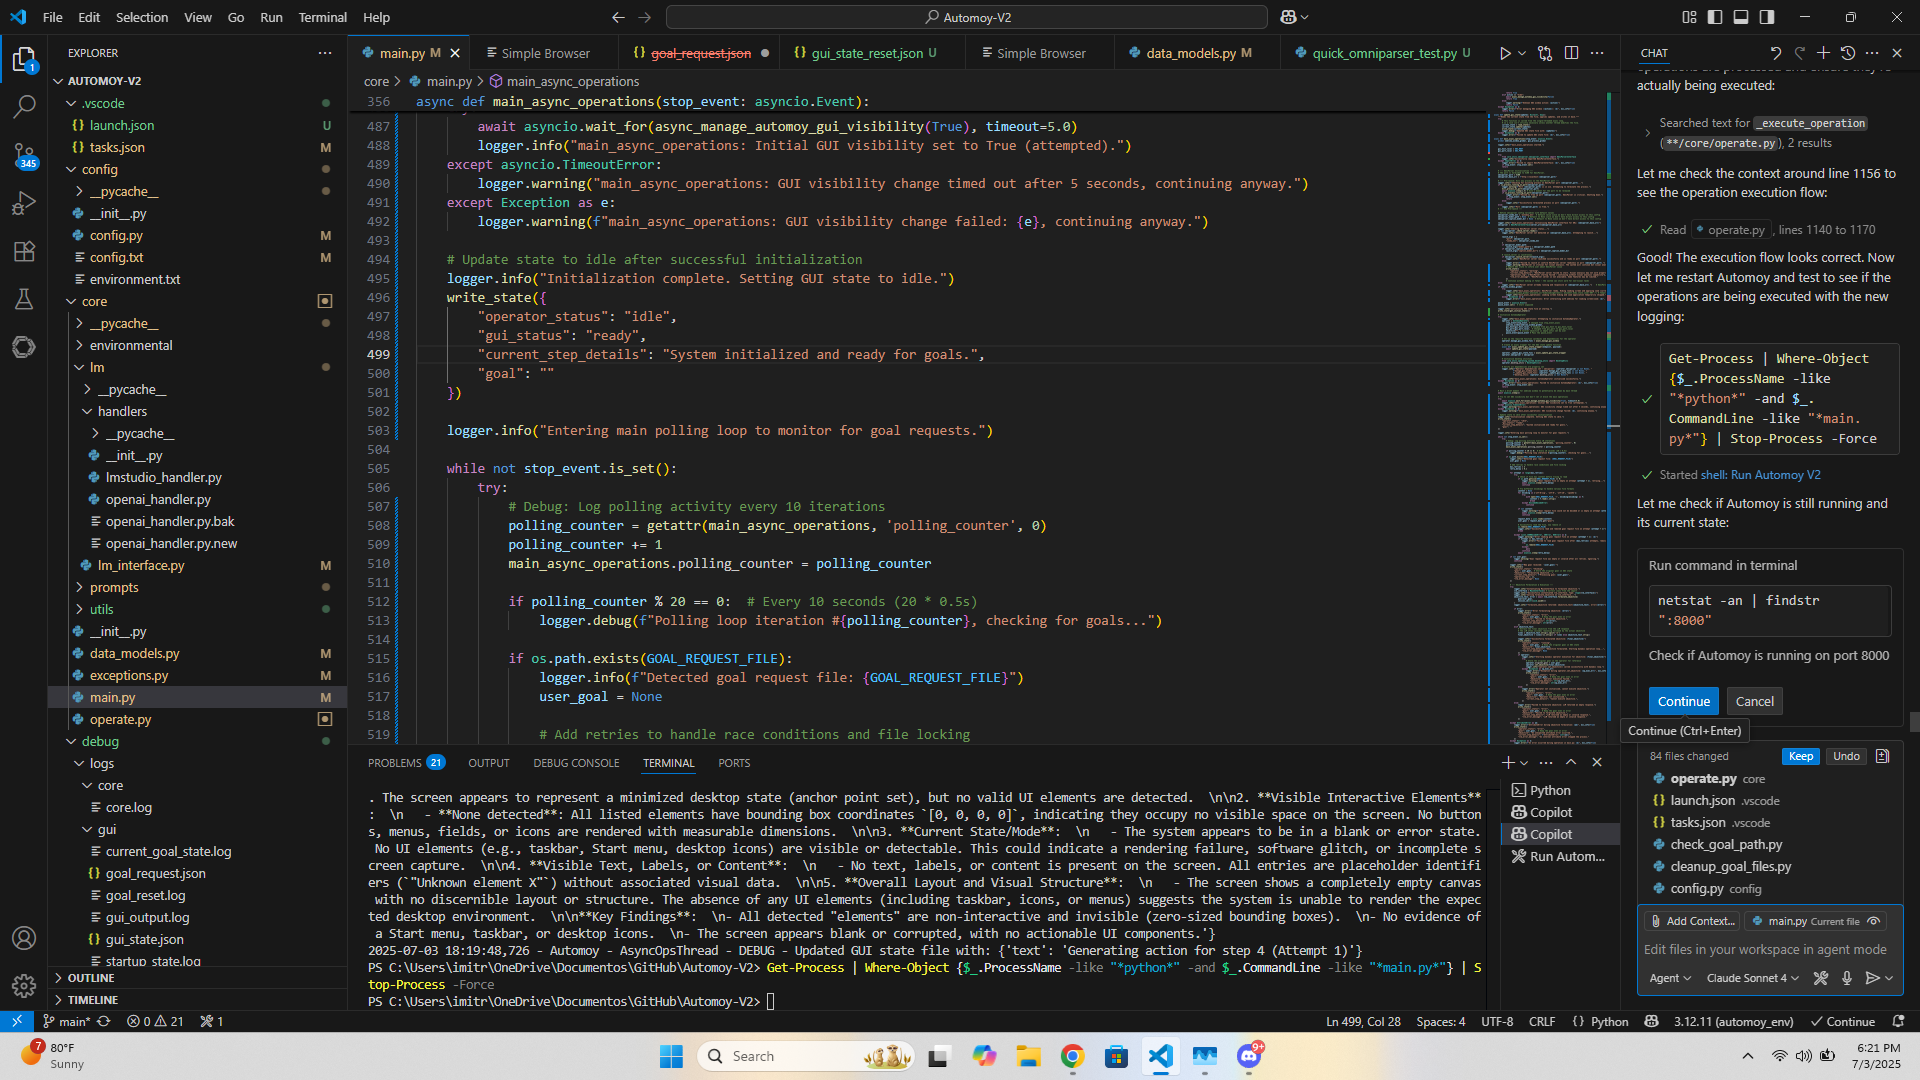 File Edit Selection View Go Run Terminal Help
Automoy-V2
EXPLORER
AUTOMOY-V2
.vscode
launch.json U
tasks.json M
config
__pycache__
__init__.py
config.py M
config.txt M
environment.txt
core
__pycache__
environmental
lm
__pycache__
handlers
__pycache__
__init__.py
lmstudio_handler.py
openai_handler.py
openai_handler.py.bak
openai_handler.py.new
lm_interface.py M
prompts
utils
__init__.py
data_models.py M
exceptions.py M
main.py M
operate.py
debug
logs
core
core.log
gui
current_goal_state.log
goal_request.json
goal_reset.log
gui_output.log
gui_state.json
startup_state.log
OUTLINE
TIMELINE
1
345
main.py M
Simple Browser
goal_request.json
gui_state_reset.json U
Simple Browser
data_models.py M
quick_omniparser_test.py U
core > main.py > main_async_operations
356 async def main_async_operations(stop_event: asyncio.Event):
487 await asyncio.wait_for(async_manage_automoy_gui_visibility(True), timeout=5.0)
488 logger.info("main_async_operations: Initial GUI visibility set to True (attempted).")
489 except asyncio.TimeoutError:
490 logger.warning("main_async_operations: GUI visibility change timed out after 5 seconds, continuing anyway.")
491 except Exception as e:
492 logger.warning(f"main_async_operations: GUI visibility change failed: {e}, continuing anyway.")
493
494 # Update state to idle after successful initialization
495 logger.info("Initialization complete. Setting GUI state to idle.")
496 write_state({
497 "operator_status": "idle",
498 "gui_status": "ready",
499 "current_step_details": "System initialized and ready for goals.",
500 "goal": ""
501 })
502
503 logger.info("Entering main polling loop to monitor for goal requests.")
504
505 while not stop_event.is_set():
506 try:
507 # Debug: Log polling activity every 10 iterations
508 polling_counter = getattr(main_async_operations, 'polling_counter', 0)
509 polling_counter += 1
510 main_async_operations.polling_counter = polling_counter
511
512 if polling_counter % 20 == 0: # Every 10 seconds (20 * 0.5s)
513 logger.debug(f"Polling loop iteration #{polling_counter}, checking for goals...")
514
515 if os.path.exists(GOAL_REQUEST_FILE):
516 logger.info(f"Detected goal request file: {GOAL_REQUEST_FILE}")
517 user_goal = None
518
519 # Add retries to handle race conditions and file locking
PROBLEMS 21 OUTPUT DEBUG CONSOLE TERMINAL PORTS
. The screen appears to represent a minimized desktop state (anchor point set), but no valid UI elements are detected. \n\n2. **Visible Interactive Elements**
: \n - **None detected**: All listed elements have bounding box coordinates `[0, 0, 0, 0]`, indicating they occupy no visible space on the screen. No button
s, menus, fields, or icons are rendered with measurable dimensions. \n\n3. **Current State/Mode**: \n - The system appears to be in a blank or error state.
No UI elements (e.g., taskbar, Start menu, desktop icons) are visible or detectable. This could indicate a rendering failure, software glitch, or incomplete s
creen capture. \n\n4. **Visible Text, Labels, or Content**: \n - No text, labels, or content is present on the screen. All entries are placeholder identifi
ers (`"Unknown element X"`) without associated visual data. \n\n5. **Overall Layout and Visual Structure**: \n - The screen shows a completely empty canvas
with no discernible layout or structure. The absence of any UI elements (including taskbar, icons, or menus) suggests the system is unable to render the expec
ted desktop environment. \n\n**Key Findings**: \n- All detected "elements" are non-interactive and invisible (zero-sized bounding boxes). \n- No evidence of
a Start menu, taskbar, or desktop icons. \n- The screen appears blank or corrupted, with no actionable UI components.'}
2025-07-03 18:19:48,726 - Automoy - AsyncOpsThread - DEBUG - Updated GUI state file with: {'text': 'Generating action for step 4 (Attempt 1)'}
PS C:\Users\imitr\OneDrive\Documentos\GitHub\Automoy-V2> Get-Process | Where-Object {$_.ProcessName -like "*python*" -and $_.CommandLine -like "*main.py*"} | S
top-Process -Force
PS C:\Users\imitr\OneDrive\Documentos\GitHub\Automoy-V2>
Python
Copilot
Copilot
Run Autom...
CHAT
actually being executed:
Searched text for _execute_operation
(**/core/operate.py), 2 results
Let me check the context around line 1156 to
see the operation execution flow:
Read operate.py, lines 1140 to 1170
Good! The execution flow looks correct. Now
let me restart Automoy and test to see if the
operations are being executed with the new
logging:
Get-Process | Where-Object
{$_.ProcessName -like
"*python*" -and $_.
CommandLine -like "*main.
py*"} | Stop-Process -Force
Started shell: Run Automoy V2
Let me check if Automoy is still running and
its current state:
Run command in terminal
netstat -an | findstr
":8000"
Check if Automoy is running on port 8000
Continue Cancel
Continue (Ctrl+Enter)
84 files changed Keep Undo
operate.py core
launch.json .vscode
tasks.json .vscode
check_goal_path.py
cleanup_goal_files.py
config.py config
Add Context... main.py Current file
Edit files in your workspace in agent mode
Agent Claude Sonnet 4
main* 0 21 1
Ln 499, Col 28 Spaces: 4 UTF-8 CRLF {} Python 3.12.11 (automoy_env) Continue
7
80°F
Sunny
Search
9+
6:21 PM
7/3/2025